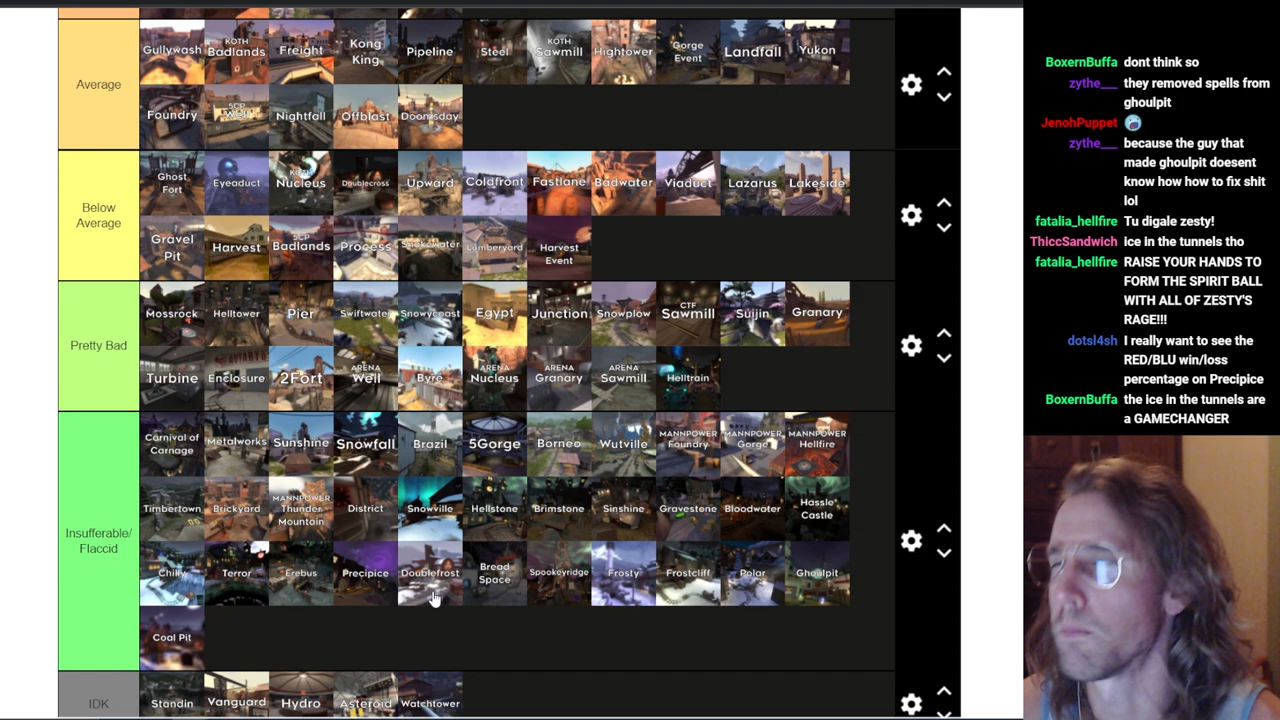 Average
Gullywash KOTH Badlands Freight Kong King Pipeline Steel KOTH Sawmill Hightower Gorge Event Landfall Yukon
Foundry 5CP Well Nightfall Offblast Doomsday
Below Average
Ghost Fort Eyeaduct KOTH Nucleus Doublecross Upward Coldfront Fastlane Badwater Viaduct Lazarus Lakeside
Gravel Pit Harvest 5CP Badlands Process Snakewater Lumberyard Harvest Event
Pretty Bad
Mossrock Helltower Pier Swiftwater Snowycoast Egypt Junction Snowplow CTF Sawmill Suijin Granary
Turbine Enclosure 2Fort ARENA Well Byre ARENA Nucleus ARENA Granary ARENA Sawmill Helltrain
Insufferable/ Flaccid
Carnival of Carnage Metalworks Sunshine Snowfall Brazil 5Gorge Borneo Wutville MANNPOWER Foundry MANNPOWER Gorge MANNPOWER Hellfire
Timbertown Brickyard MANNPOWER Thunder Mountain District Snowville Hellstone Brimstone Sinshine Gravestone Bloodwater Hassle Castle
Chilly Terror Erebus Precipice Doublefrost Bread Space Spookeyridge Frosty Frostcliff Polar Ghoulpit
Coal Pit
IDK
Standin Vanguard Hydro Asteroid Watchtower
BoxernBuffa dont think so
zythe___ they removed spells from
ghoulpit
JenohPuppet
zythe___ because the guy that
made ghoulpit doesent
know how how to fix shit
lol
fatalia_hellfire Tu digale zesty!
ThiccSandwich ice in the tunnels tho
fatalia_hellfire RAISE YOUR HANDS TO
FORM THE SPIRIT BALL
WITH ALL OF ZESTY'S
RAGE!!!
dotsl4sh I really want to see the
RED/BLU win/loss
percentage on Precipice
BoxernBuffa the ice in the tunnels are
a GAMECHANGER